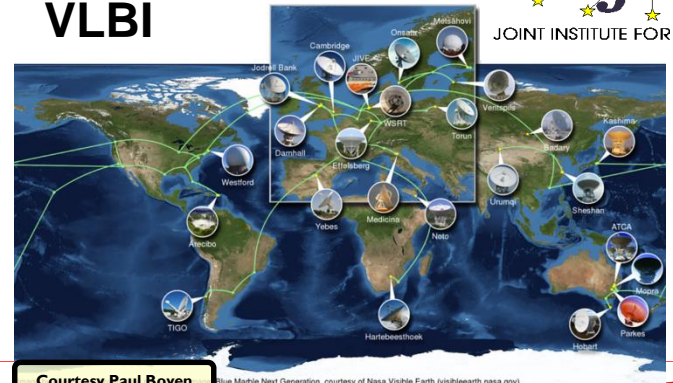 VLBI
JOINT INSTITUTE FOR
Metsähovi
Onsala
Cambridge
JIVE
Jodrell Bank
Ventspils
WSRT
Torun
Kashima
Badary
Darnhall
Effelsberg
Westford
Urumqi
Sheshan
Yebes
Medicina
Noto
ATCA
Arecibo
Mopra
TIGO
Parkes
Hartebeesthoek
Hobart
Courtesy Paul Boven
Blue Marble Next Generation, courtesy of Nasa Visible Earth (visibleearth.nasa.gov)